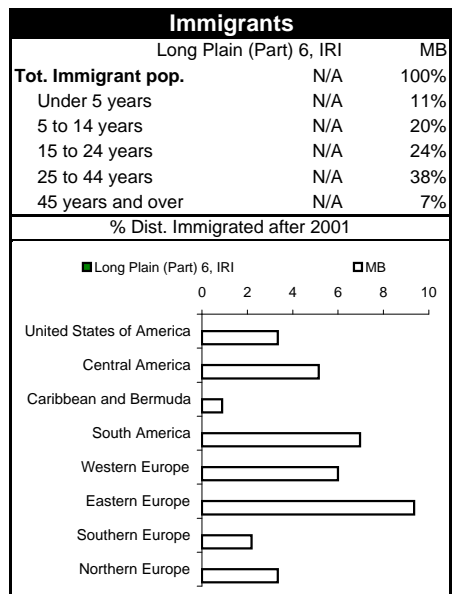 Immigrants
Long Plain (Part) 6, IRI MB
Tot. Immigrant pop. N/A 100%
Under 5 years N/A 11%
5 to 14 years N/A 20%
15 to 24 years N/A 24%
25 to 44 years N/A 38%
45 years and over N/A 7%
% Dist. Immigrated after 2001
Long Plain (Part) 6, IRI MB
0 2 4 6 8 10
United States of America
Central America
Caribbean and Bermuda
South America
Western Europe
Eastern Europe
Southern Europe
Northern Europe